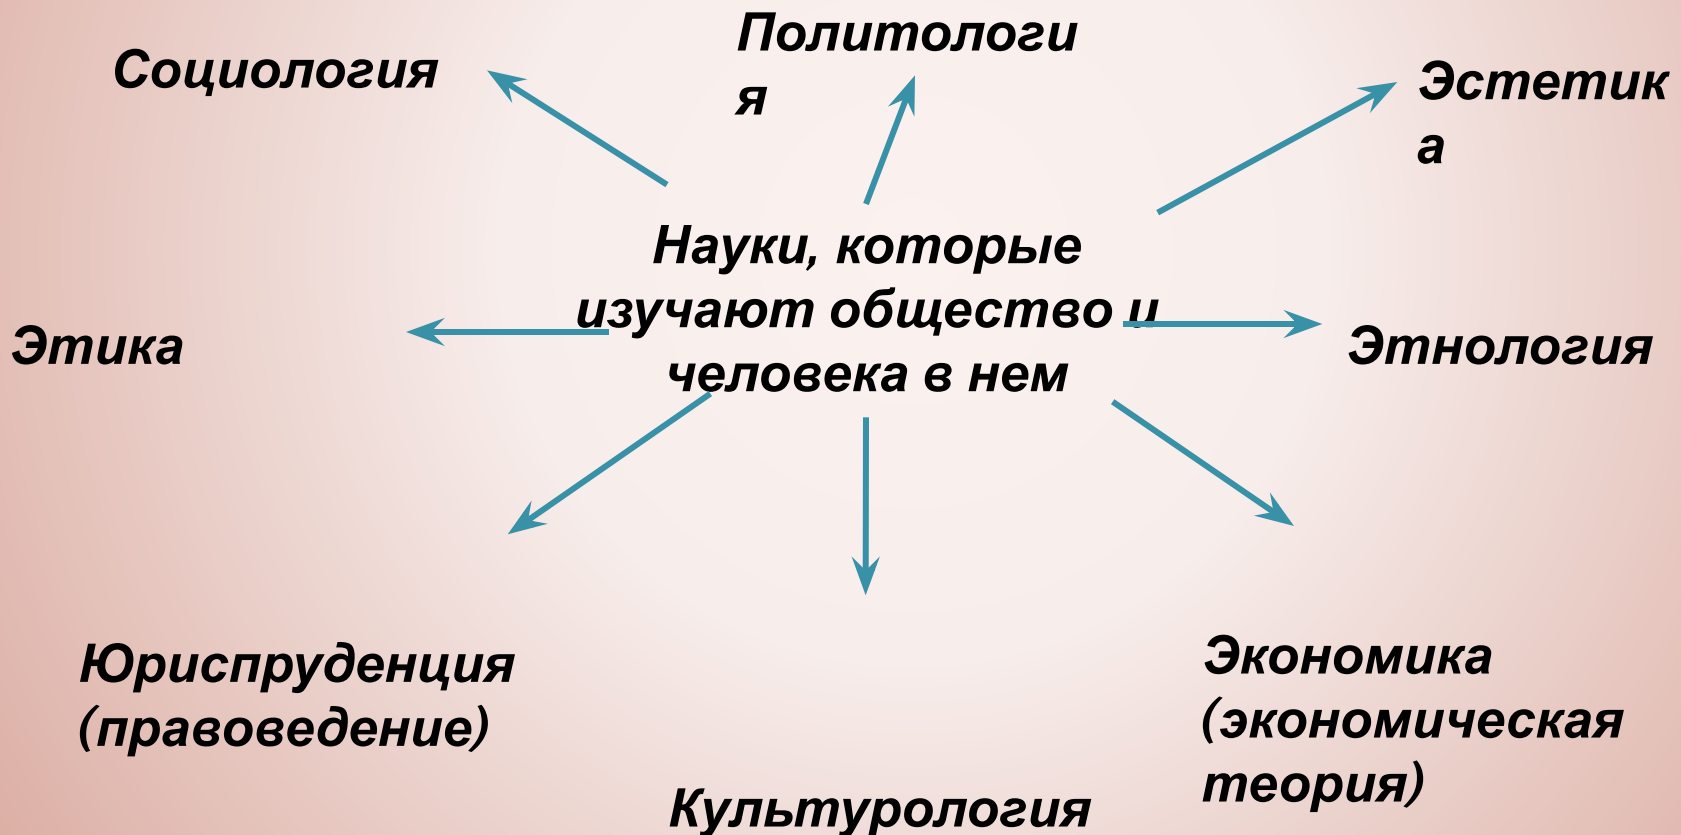 Социология
Политологи
я
Эстетик
а
Науки, которые
изучают общество и
человека в нем
Этика
Этнология
Юриспруденция
(правоведение)
Экономика
(экономическая
теория)
Культурология